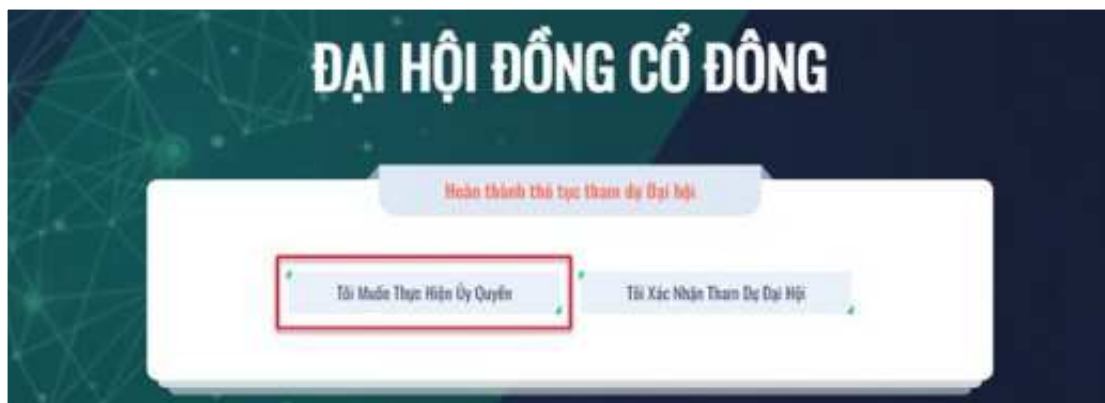 ĐẠI HỘI ĐỒNG CỔ ĐÔNG
Hoàn thành thủ tục tham dự Đại hội
Tôi Muốn Thực Hiện Ủy Quyền
Tôi Xác Nhận Tham Dự Đại Hội